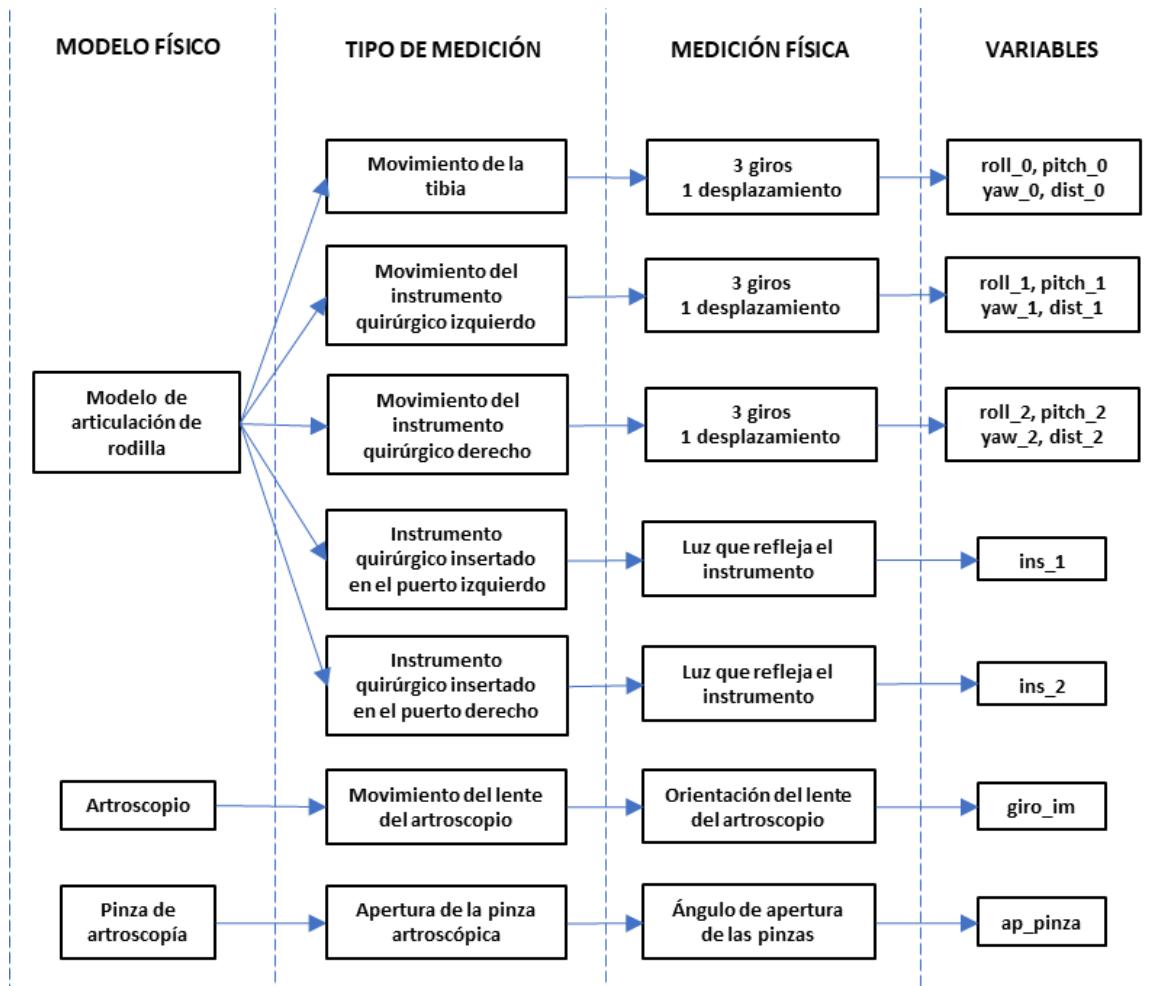 MODELO FÍSICO
TIPO DE MEDICIÓN
MEDICIÓN FÍSICA
VARIABLES
Movimiento de la
tibia
3 giros
1 desplazamiento
roll_0, pitch_0
yaw_0, dist_0
Movimiento del
instrumento
quirúrgico izquierdo
3 giros
1 desplazamiento
roll_1, pitch_1
yaw_1, dist_1
Modelo de
articulación de
rodilla
Movimiento del
instrumento
quirúrgico derecho
3 giros
1 desplazamiento
roll_2, pitch_2
yaw_2, dist_2
Instrumento
quirúrgico insertado
en el puerto izquierdo
Luz que refleja el
instrumento
ins_1
Instrumento
quirúrgico insertado
en el puerto derecho
Luz que refleja el
instrumento
ins_2
Artroscopio
Movimiento del lente
del artroscopio
Orientación del lente
del artroscopio
giro_im
Pinza de
artroscopía
Apertura de la pinza
artroscópica
Ángulo de apertura
de las pinzas
ap_pinza